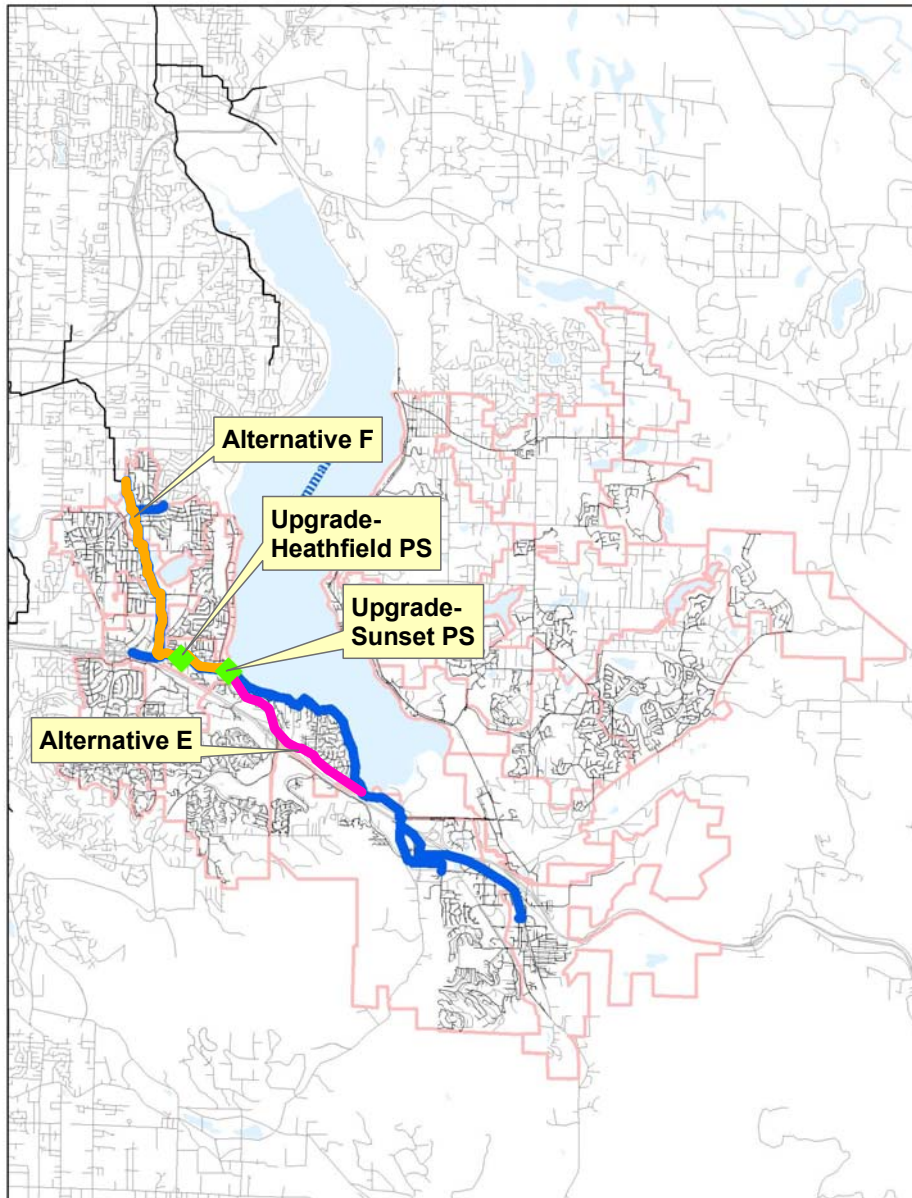 Alternative F
Upgrade-
Heathfield PS
Upgrade-
Sunset PS
Alternative E